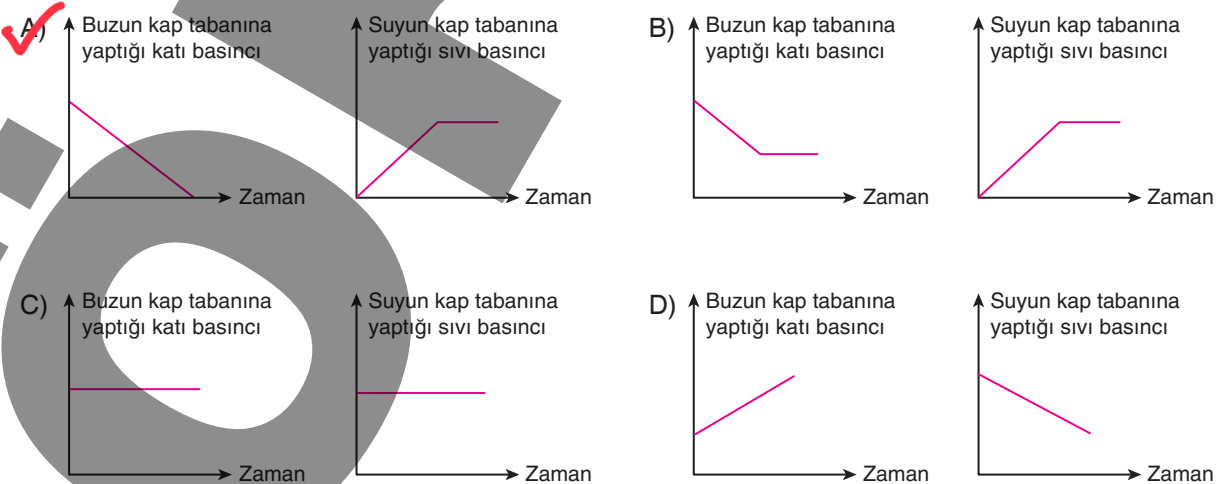 A) Buzun kap tabanına
yaptığı katı basıncı
Zaman
Suyun kap tabanına
yaptığı sıvı basıncı
Zaman
B) Buzun kap tabanına
yaptığı katı basıncı
Zaman
Suyun kap tabanına
yaptığı sıvı basıncı
Zaman
C) Buzun kap tabanına
yaptığı katı basıncı
Zaman
Suyun kap tabanına
yaptığı sıvı basıncı
Zaman
D) Buzun kap tabanına
yaptığı katı basıncı
Zaman
Suyun kap tabanına
yaptığı sıvı basıncı
Zaman